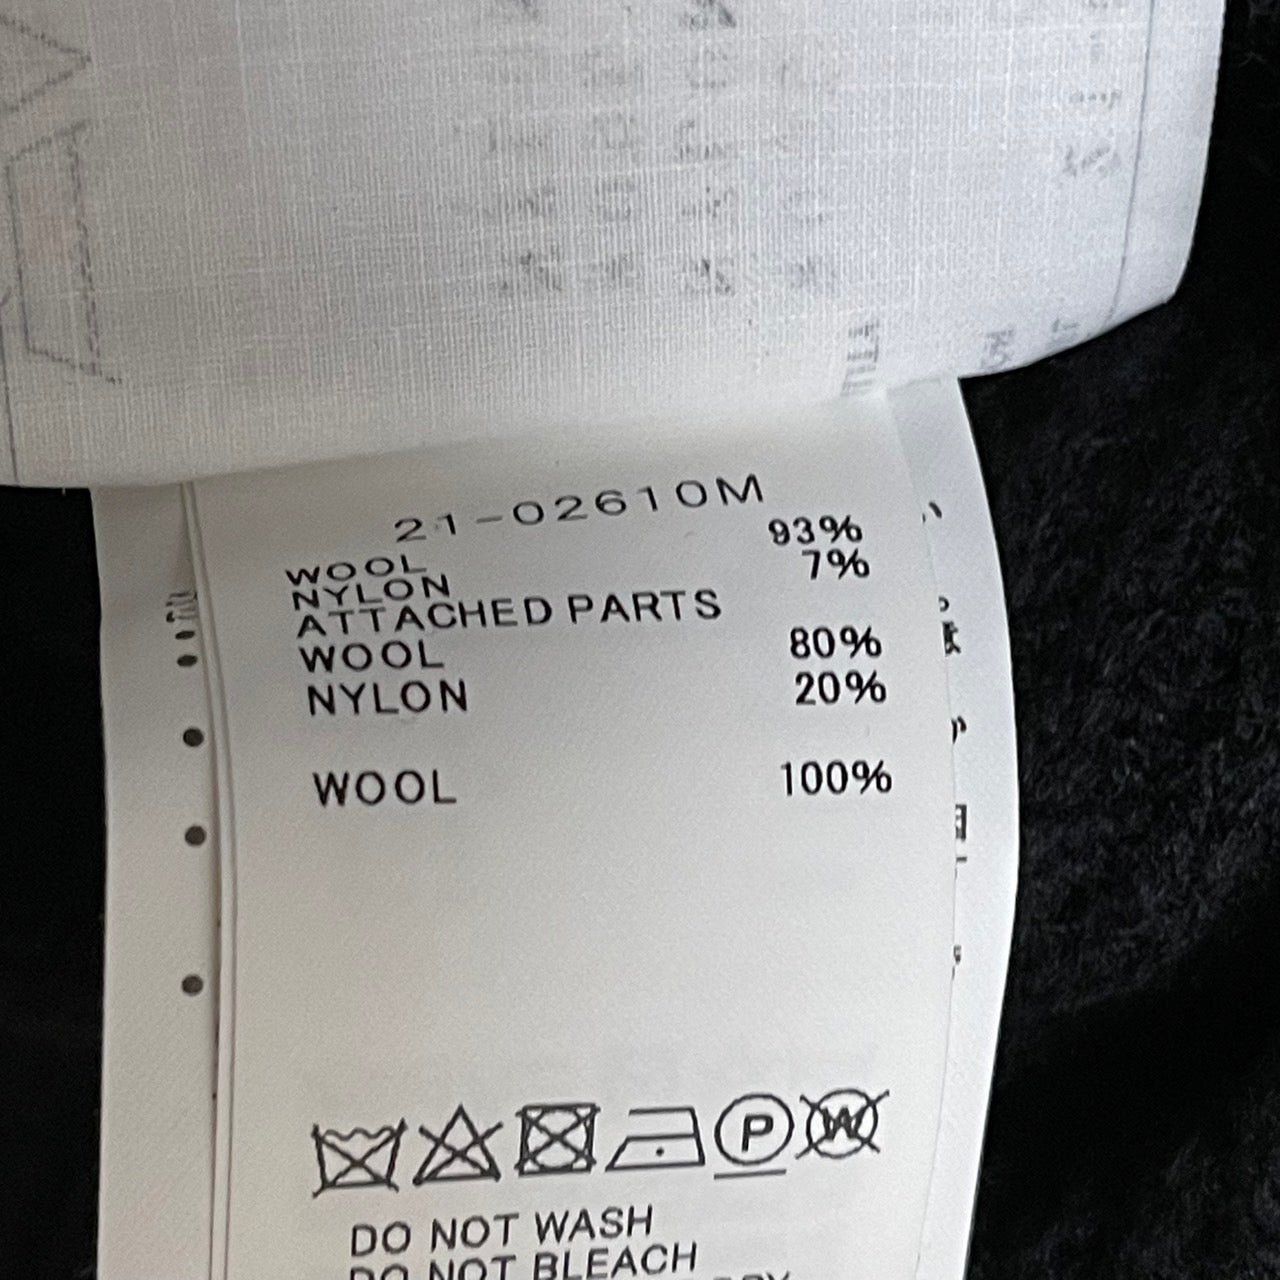 21-02610M
WOOL 93%
NYLON 7%
ATTACHED PARTS
WOOL 80%
NYLON 20%
WOOL 100%
P W
DO NOT WASH
DO NOT BLEACH